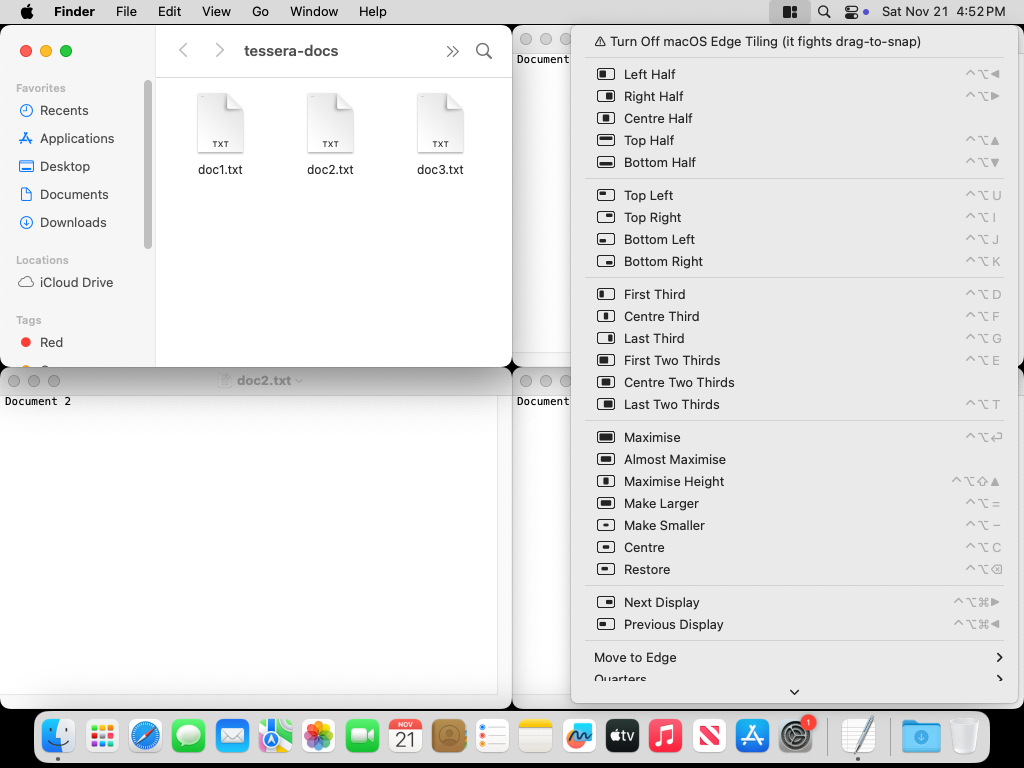 Finder File Edit View Go Window Help Sat Nov 21 4:52 PM
tessera-docs
Favorites
Recents
Applications
Desktop
Documents
Downloads
Locations
iCloud Drive
Tags
Red
TXT TXT TXT
doc1.txt doc2.txt doc3.txt
doc2.txt
Document 2
Document
Document
⚠ Turn Off macOS Edge Tiling (it fights drag-to-snap)
Left Half ⌃⌥◀
Right Half ⌃⌥▶
Centre Half
Top Half ⌃⌥▲
Bottom Half ⌃⌥▼
Top Left ⌃⌥U
Top Right ⌃⌥I
Bottom Left ⌃⌥J
Bottom Right ⌃⌥K
First Third ⌃⌥D
Centre Third ⌃⌥F
Last Third ⌃⌥G
First Two Thirds ⌃⌥E
Centre Two Thirds
Last Two Thirds ⌃⌥T
Maximise ⌃⌥⏎
Almost Maximise
Maximise Height ⌃⌥⇧▲
Make Larger ⌃⌥=
Make Smaller ⌃⌥−
Centre ⌃⌥C
Restore ⌃⌥⌫
Next Display ⌃⌥⌘▶
Previous Display ⌃⌥⌘◀
Move to Edge
Quarters
NOV
21
tv
1